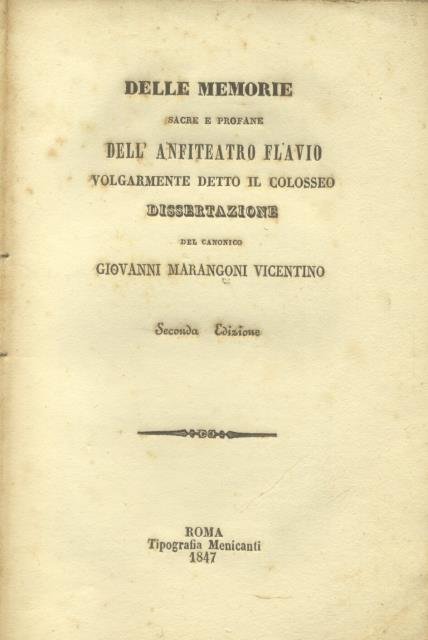 DELLE MEMORIE
SACRE E PROFANE
DELL' ANFITEATRO FLAVIO
VOLGARMENTE DETTO IL COLOSSEO
DISSERTAZIONE
DEL CANONICO
GIOVANNI MARANGONI VICENTINO
Seconda Edizione
ROMA
Tipografia Menicanti
1847